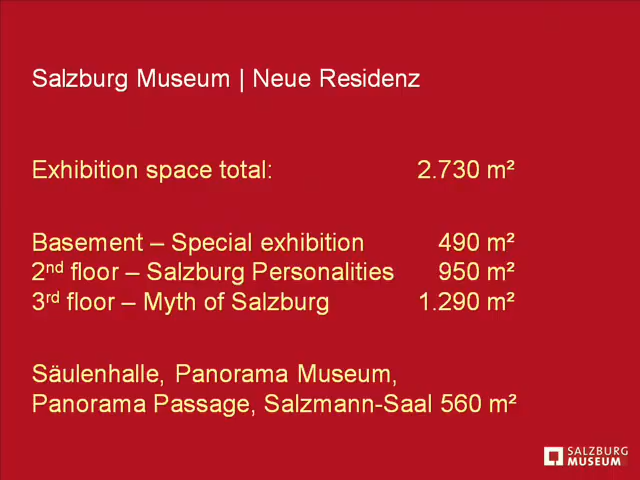 Salzburg Museum | Neue Residenz
Exhibition space total: 2.730 m²
Basement – Special exhibition 490 m²
2nd floor – Salzburg Personalities 950 m²
3rd floor – Myth of Salzburg 1.290 m²
Säulenhalle, Panorama Museum,
Panorama Passage, Salzmann-Saal 560 m²
SALZBURG
MUSEUM